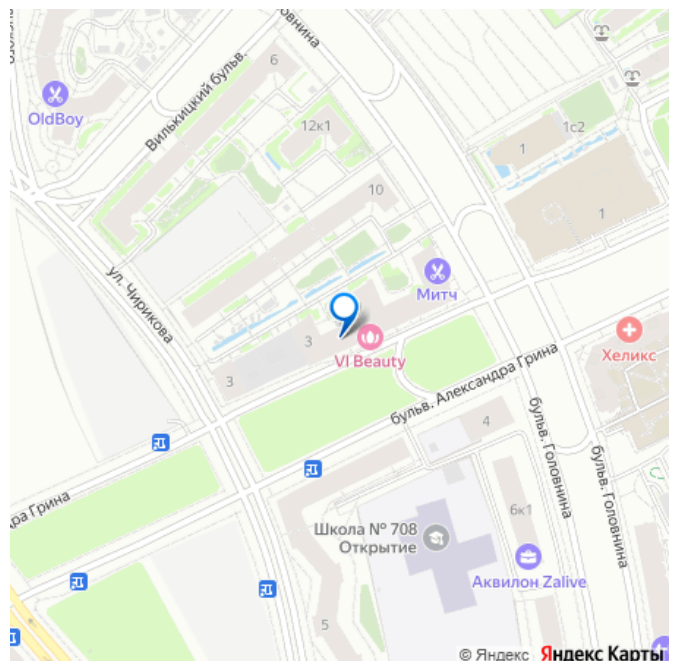 Головнина
6
Вилькицкий бульв.
OldBoy
12к1
1с2
1
10
1
ул. Чирикова
Митч
3
VI Beauty
3
Хеликс
бульв. Александра Грина
4
бульв. Головнина
бульв. Головнина
дра Грина
6к1
Школа № 708
Открытие
Аквилон Zalive
5
© Яндекс Яндекс Карты